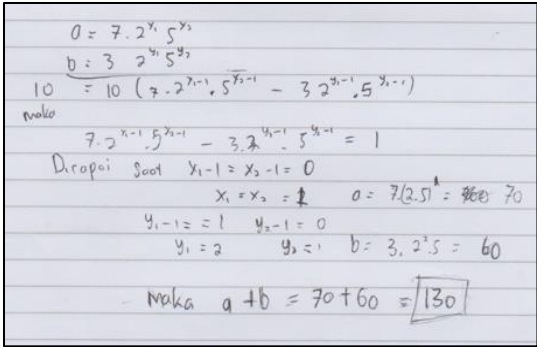 a = 7.2^x₁ 5^x₂
b = 3 2^y₁ 5^y₂
10 = 10 (7.2^x₁-1 . 5^x₂-1 - 3 2^y₁-1 . 5^y₂-1)
mako
7.2^x₁-1 . 5^x₂-1 - 3.2^y₁-1 . 5^y₂-1 = 1
Dicapai Saat x₁-1 = x₂-1 = 0
x₁ = x₂ = 1 a = 7(2.5)¹ = 70
y₁-1 = = 1 y₂-1 = 0
y₁ = 2 y₂ = 1 b = 3. 2².5 = 60
maka a+b = 70+60 = 130